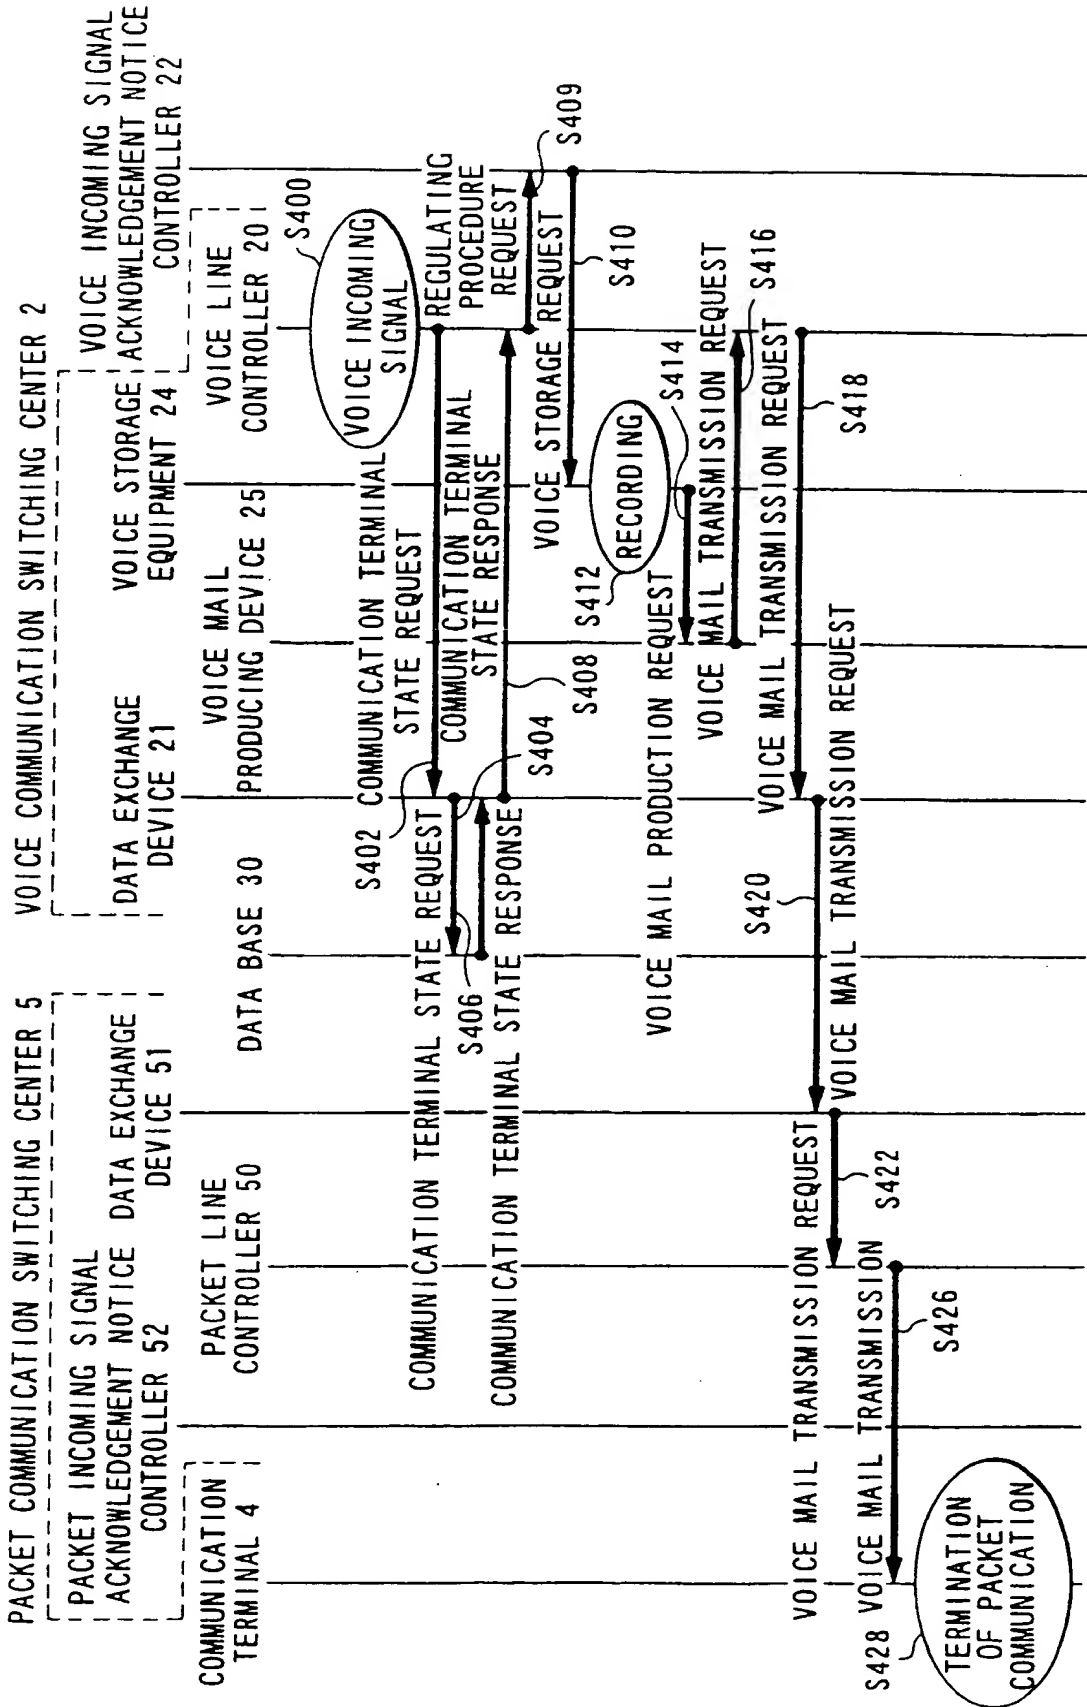 PACKET COMMUNICATION SWITCHING CENTER 5
VOICE COMMUNICATION SWITCHING CENTER 2
PACKET INCOMING SIGNAL
ACKNOWLEDGEMENT NOTICE
CONTROLLER 52
DATA EXCHANGE
DEVICE 51
DATA EXCHANGE
DEVICE 21
VOICE STORAGE
EQUIPMENT 24
VOICE INCOMING SIGNAL
ACKNOWLEDGEMENT NOTICE
CONTROLLER 22
COMMUNICATION
TERMINAL 4
PACKET LINE
CONTROLLER 50
DATA BASE 30
VOICE MAIL
PRODUCING DEVICE 25
VOICE LINE
CONTROLLER 20
S400
VOICE INCOMING
SIGNAL
S402
COMMUNICATION TERMINAL
STATE REQUEST
COMMUNICATION TERMINAL STATE REQUEST
S404
S406
COMMUNICATION TERMINAL STATE RESPONSE
COMMUNICATION TERMINAL
STATE RESPONSE
S408
REGULATING
PROCEDURE
REQUEST
S409
VOICE STORAGE REQUEST
S410
S412
RECORDING
VOICE MAIL PRODUCTION REQUEST
S414
VOICE MAIL TRANSMISSION REQUEST
S416
VOICE MAIL TRANSMISSION REQUEST
S418
S420
VOICE MAIL TRANSMISSION REQUEST
VOICE MAIL TRANSMISSION REQUEST
S422
VOICE MAIL TRANSMISSION
S426
S428
TERMINATION
OF PACKET
COMMUNICATION